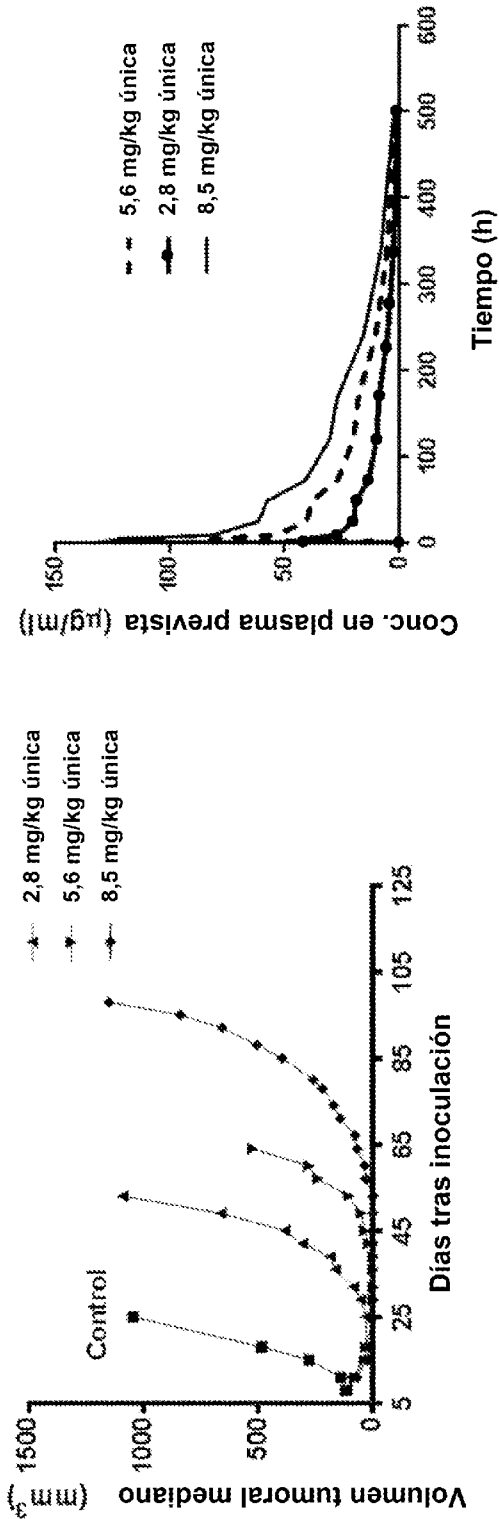 Volumen tumoral mediano
(mm³)
1000
500
0
Control
2,8 mg/kg única
5,6 mg/kg única
8,5 mg/kg única
5 25 45 65 85 105 125
Días tras inoculación
Conc. en plasma prevista (µg/ml)
150
100
50
0
5,6 mg/kg única
2,8 mg/kg única
8,5 mg/kg única
0 100 200 300 400 500 600
Tiempo (h)